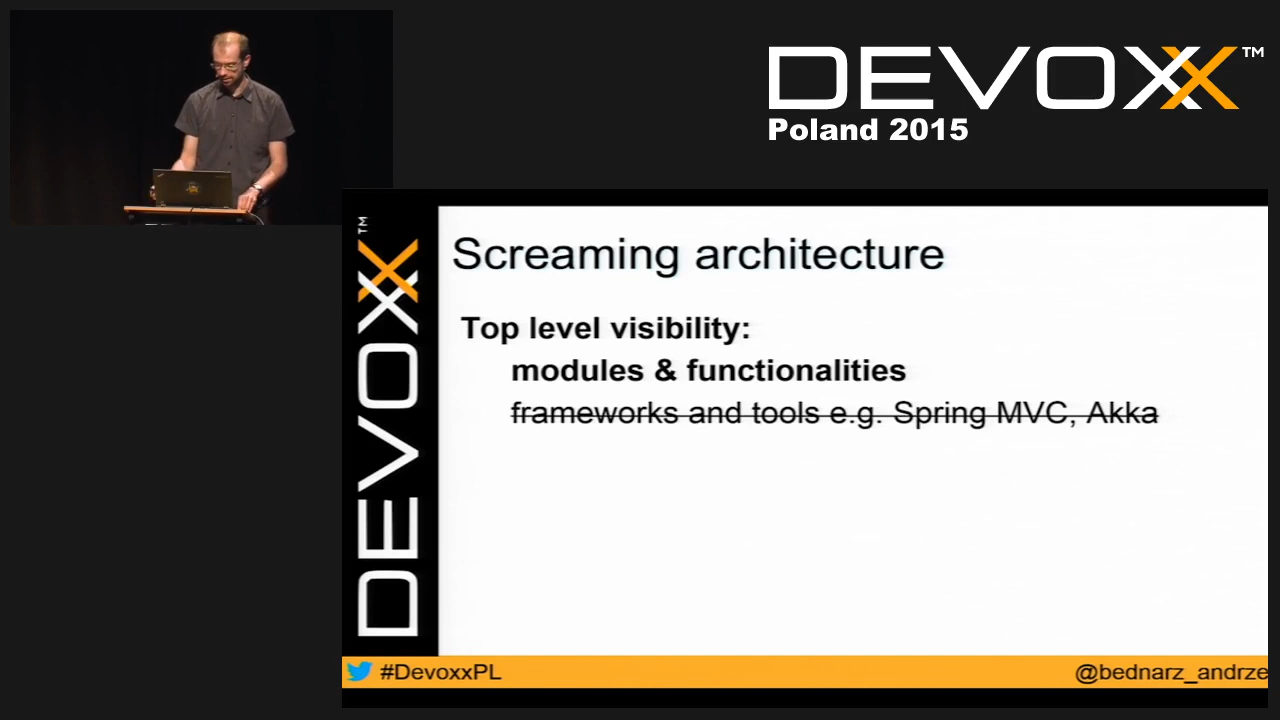 DEVOXX™
Poland 2015
DEVOXX™
Screaming architecture
Top level visibility:
modules & functionalities
frameworks and tools e.g. Spring MVC, Akka
#DevoxxPL
@bednarz_andrze